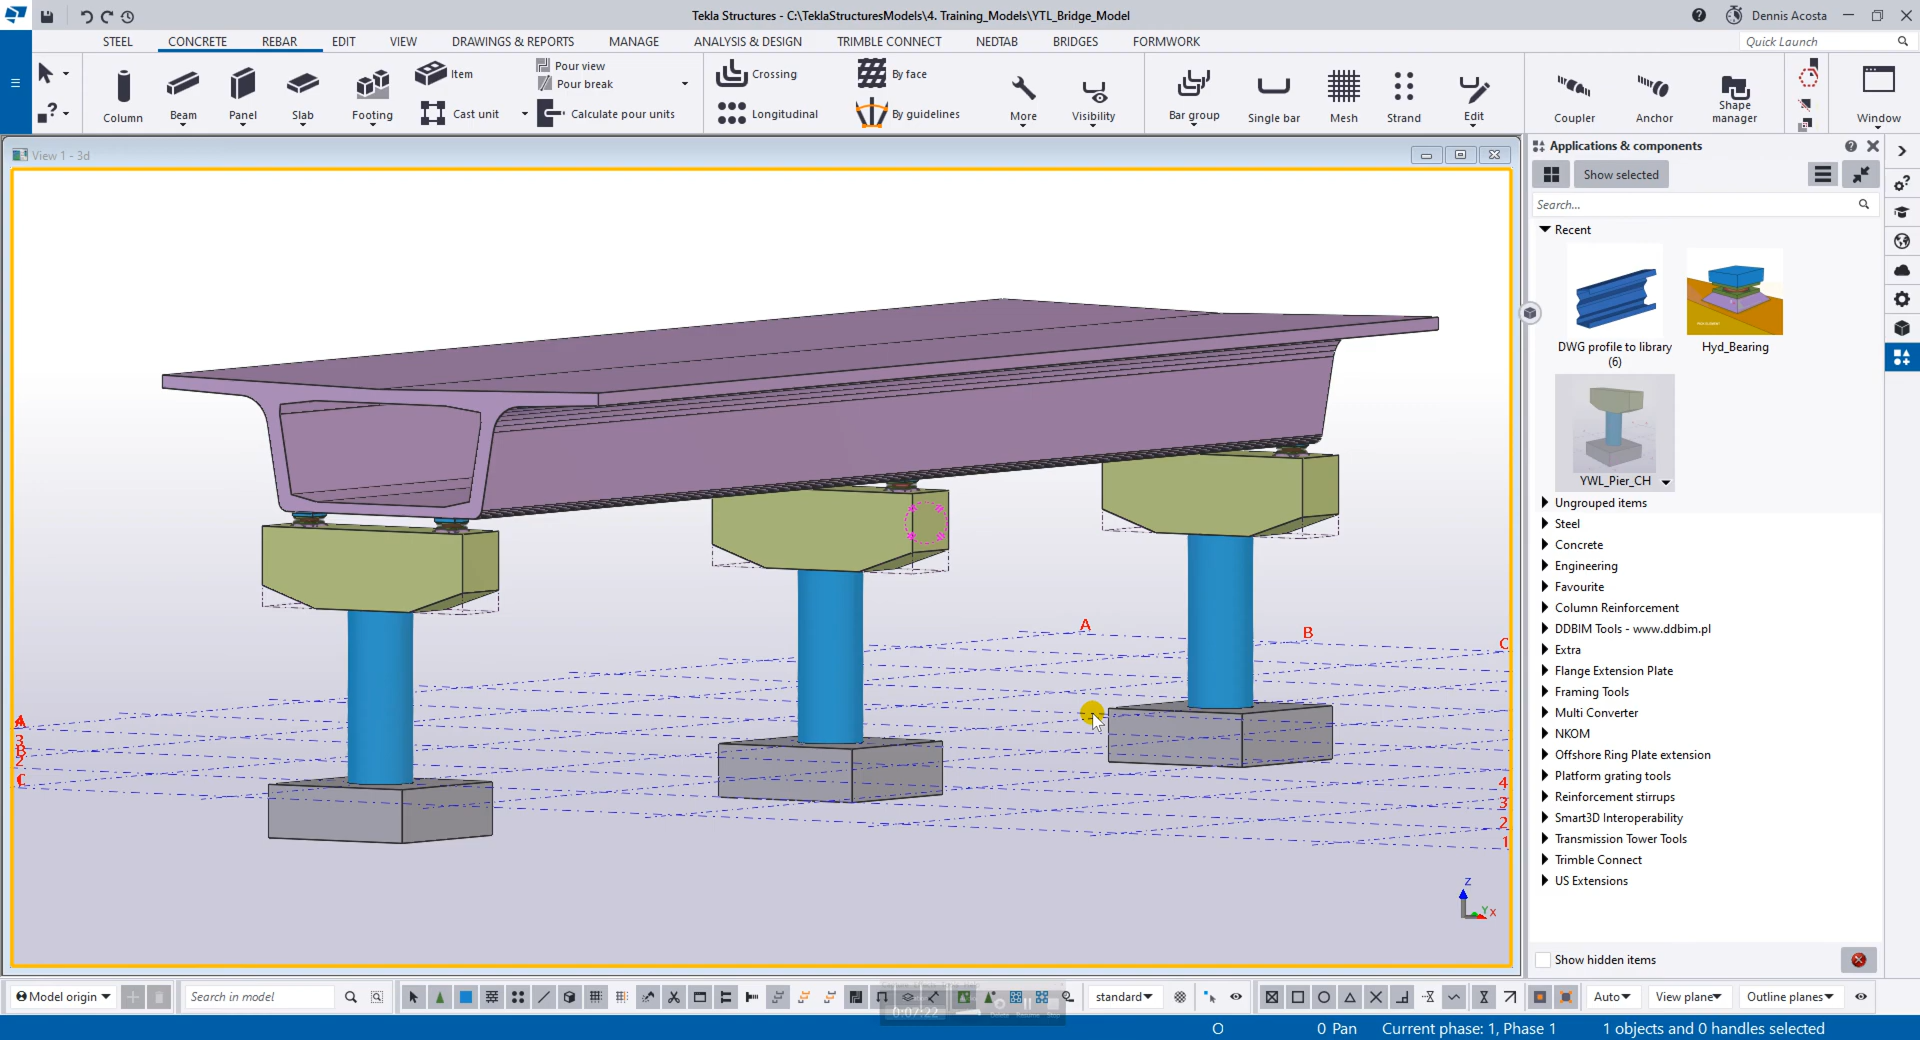 Tekla Structures - C:\TeklaStructuresModels\4. Training_Models\YTL_Bridge_Model
Dennis Acosta
STEEL CONCRETE REBAR EDIT VIEW DRAWINGS & REPORTS MANAGE ANALYSIS & DESIGN TRIMBLE CONNECT NEDTAB BRIDGES FORMWORK
Quick Launch
Column
Beam
Panel
Slab
Footing
Item
Cast unit
Pour view
Pour break
Calculate pour units
Crossing
Longitudinal
By face
By guidelines
More
Visibility
Bar group
Single bar
Mesh
Strand
Edit
Coupler
Anchor
Shape
manager
Window
View 1 - 3d
Applications & components
Show selected
Search...
Recent
DWG profile to library
(6)
Hyd_Bearing
YWL_Pier_CH
Ungrouped items
Steel
Concrete
Engineering
Favourite
Column Reinforcement
DDBIM Tools - www.ddbim.pl
Extra
Flange Extension Plate
Framing Tools
Multi Converter
NKOM
Offshore Ring Plate extension
Platform grating tools
Reinforcement stirrups
Smart3D Interoperability
Transmission Tower Tools
Trimble Connect
US Extensions
Show hidden items
A
B
C
4
3
B
2
C
4
3
2
1
Z
Y
X
Model origin
Search in model
standard
Auto
View plane
Outline planes
0:07:22
O
0 Pan
Current phase: 1, Phase 1
1 objects and 0 handles selected